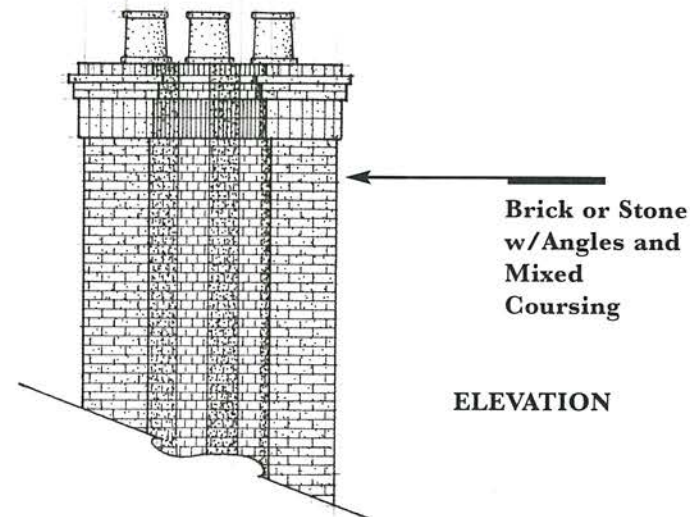 Brick or Stone
w/Angles and
Mixed
Coursing
ELEVATION